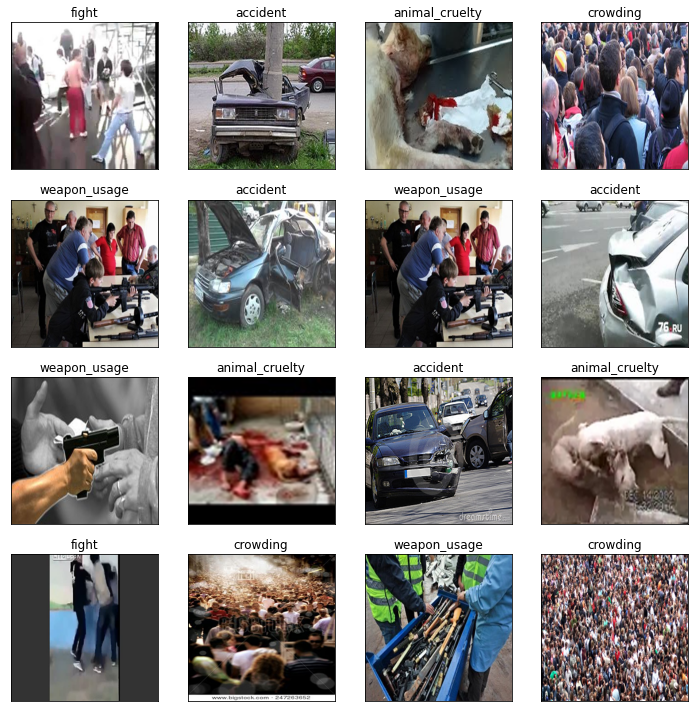 fight
accident
animal_cruelty
crowding
weapon_usage
accident
weapon_usage
accident
76 RU
weapon_usage
animal_cruelty
accident
animal_cruelty
dreamstime
fight
crowding
weapon_usage
crowding
www.bigstock.com · 247263652